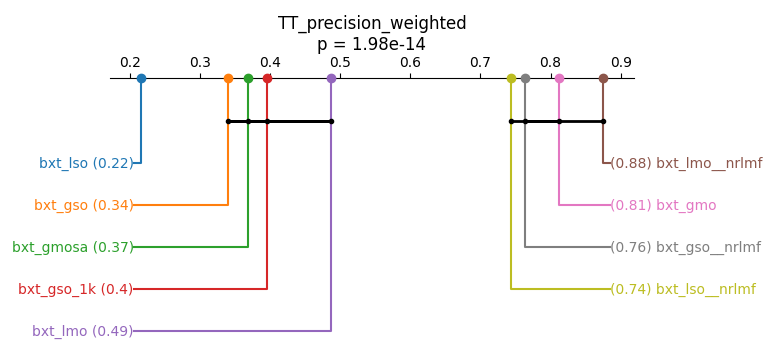 TT_precision_weighted
p = 1.98e-14
0.2 0.3 0.4 0.5 0.6 0.7 0.8 0.9
bxt_lso (0.22) (0.88) bxt_lmo__nrlmf
bxt_gso (0.34) (0.81) bxt_gmo
bxt_gmosa (0.37) (0.76) bxt_gso__nrlmf
bxt_gso_1k (0.4) (0.74) bxt_lso__nrlmf
bxt_lmo (0.49)